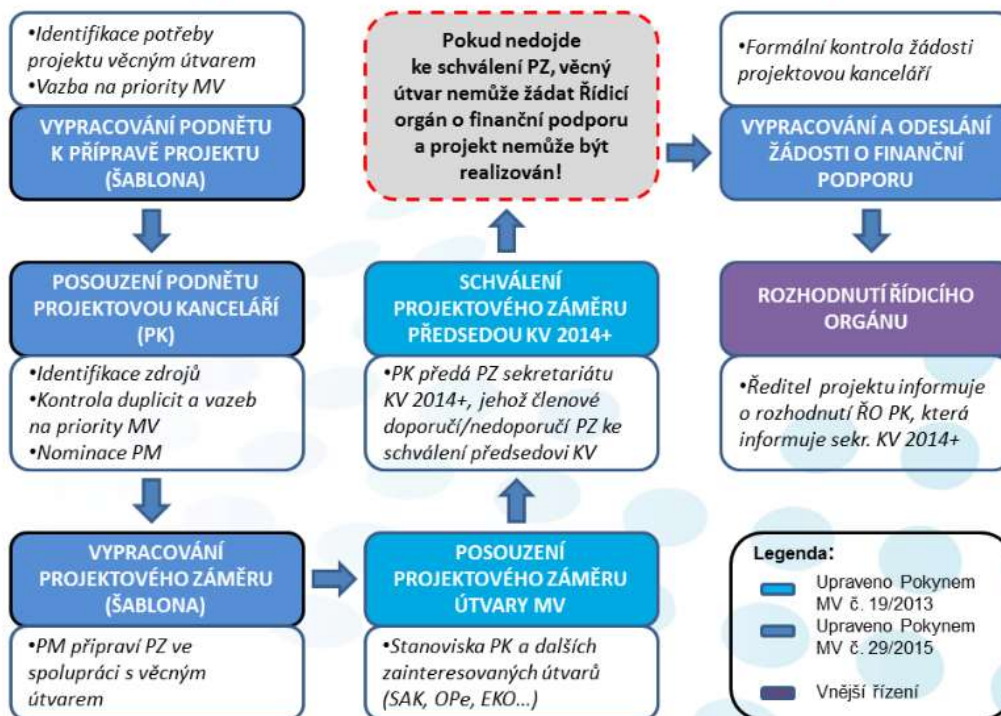 •Identifikace potřeby
projektu věcným útvarem
•Vazba na priority MV
VYPRACOVÁNÍ PODNĚTU
K PŘÍPRAVĚ PROJEKTU
(ŠABLONA)
POSOUZENÍ PODNĚTU
PROJEKTOVOU KANCELÁŘÍ
(PK)
•Identifikace zdrojů
•Kontrola duplicit a vazeb
na priority MV
•Nominace PM
VYPRACOVÁNÍ
PROJEKTOVÉHO ZÁMĚRU
(ŠABLONA)
•PM připraví PZ ve
spolupráci s věcným
útvarem
POSOUZENÍ
PROJEKTOVÉHO ZÁMĚRU
ÚTVARY MV
•Stanoviska PK a dalších
zainteresovaných útvarů
(SAK, OPe, EKO...)
SCHVÁLENÍ
PROJEKTOVÉHO ZÁMĚRU
PŘEDSEDOU KV 2014+
•PK předá PZ sekretariátu
KV 2014+, jehož členové
doporučí/nedoporučí PZ ke
schválení předsedovi KV
Pokud nedojde
ke schválení PZ, věcný
útvar nemůže žádat Řídicí
orgán o finanční podporu
a projekt nemůže být
realizován!
•Formální kontrola žádosti
projektovou kanceláří
VYPRACOVÁNÍ A ODESLÁNÍ
ŽÁDOSTI O FINANČNÍ
PODPORU
ROZHODNUTÍ ŘÍDICÍHO
ORGÁNU
•Ředitel projektu informuje
o rozhodnutí ŘO PK, která
informuje sekr. KV 2014+
Legenda:
Upraveno Pokynem
MV č. 19/2013
Upraveno Pokynem
MV č. 29/2015
Vnější řízení